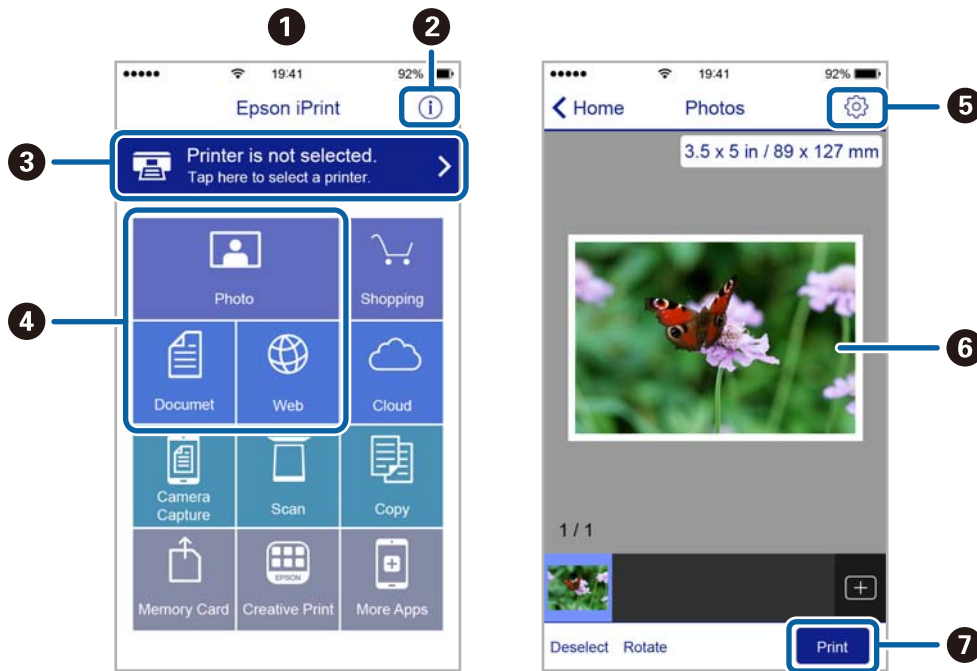 1
2
19:41
92%
Epson iPrint
3
Printer is not selected.
Tap here to select a printer.
4
Photo
Shopping
Documet
Web
Cloud
Camera
Capture
Scan
Copy
EPSON
Memory Card
Creative Print
More Apps
19:41
92%
Home
Photos
5
3.5 x 5 in / 89 x 127 mm
6
1 / 1
Deselect
Rotate
Print
7